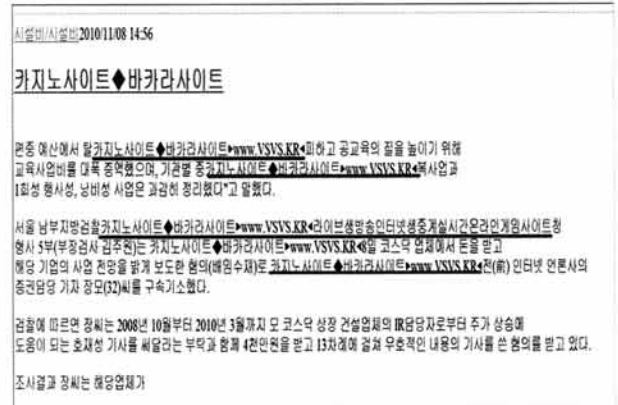 시설비/시설비2010/11/08 14:56
카지노사이트◆바카라사이트
편중 예산에서 탈카지노사이트◆바카라사이트▶www.VSVS.KR◀피하고 공교육의 질을 높이기 위해
교육사업비를 대폭 증액했으며, 기관별 중카지노사이트◆바카라사이트▶www.VSVS.KR◀복사업과
1회성 행사성, 낭비성 사업은 과감히 정리했다"고 말했다.
서울 남부지방검찰카지노사이트◆바카라사이트▶www.VSVS.KR◀라이브생방송인터넷생중계실시간온라인게임사이트청
형사 5부(부장검사 김주원)는 카지노사이트◆바카라사이트▶www.VSVS.KR◀8일 코스닥 업체에서 돈을 받고
해당 기업의 사업 전망을 밝게 보도한 혐의(배임수재)로 카지노사이트◆바카라사이트▶www.VSVS.KR◀전(前) 인터넷 언론사의
증권담당 기자 장모(32)씨를 구속기소했다.
검찰에 따르면 장씨는 2008년 10월부터 2010년 3월까지 모 코스닥 상장 건설업체의 IR담당자로부터 주가 상승에
도움이 되는 호재성 기사를 써달라는 부탁과 함께 4천만원을 받고 13차례에 걸쳐 우호적인 내용의 기사를 쓴 혐의를 받고 있다.
조사결과 장씨는 해당업체가